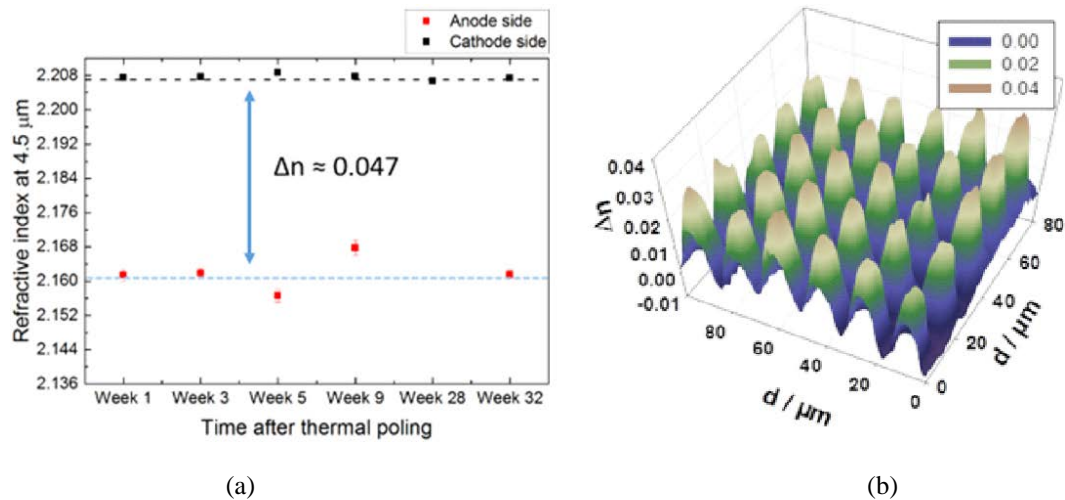 Anode side
Cathode side
2.208
2.200
2.192
2.184
2.176
2.168
2.160
2.152
2.144
2.136
Refractive index at 4.5 μm
Δn ≈ 0.047
Week 1 Week 3 Week 5 Week 9 Week 28 Week 32
Time after thermal poling
(a)
0.00
0.02
0.04
0.04
0.03
0.02
0.01
0.00
-0.01
Δn
80 60 40 20 0
d / μm
0 20 40 60 80
d / μm
(b)